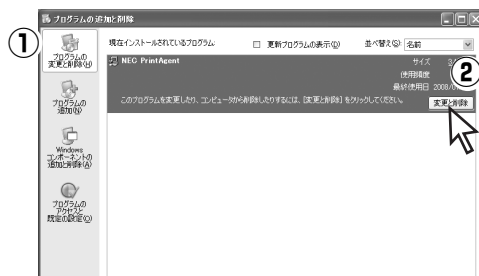 プログラムの追加と削除
①
プログラムの
変更と削除(H)
現在インストールされているプログラム:
更新プログラムの表示(D)
並べ替え(S):
名前
NEC PrintAgent
サイズ
使用頻度
最終使用日 2008/0
②
このプログラムを変更したり、コンピュータから削除したりするには、[変更と削除] をクリックしてください。
変更と削除
プログラムの
追加(N)
Windows
コンポーネントの
追加と削除(A)
プログラムの
アクセスと
既定の設定(O)